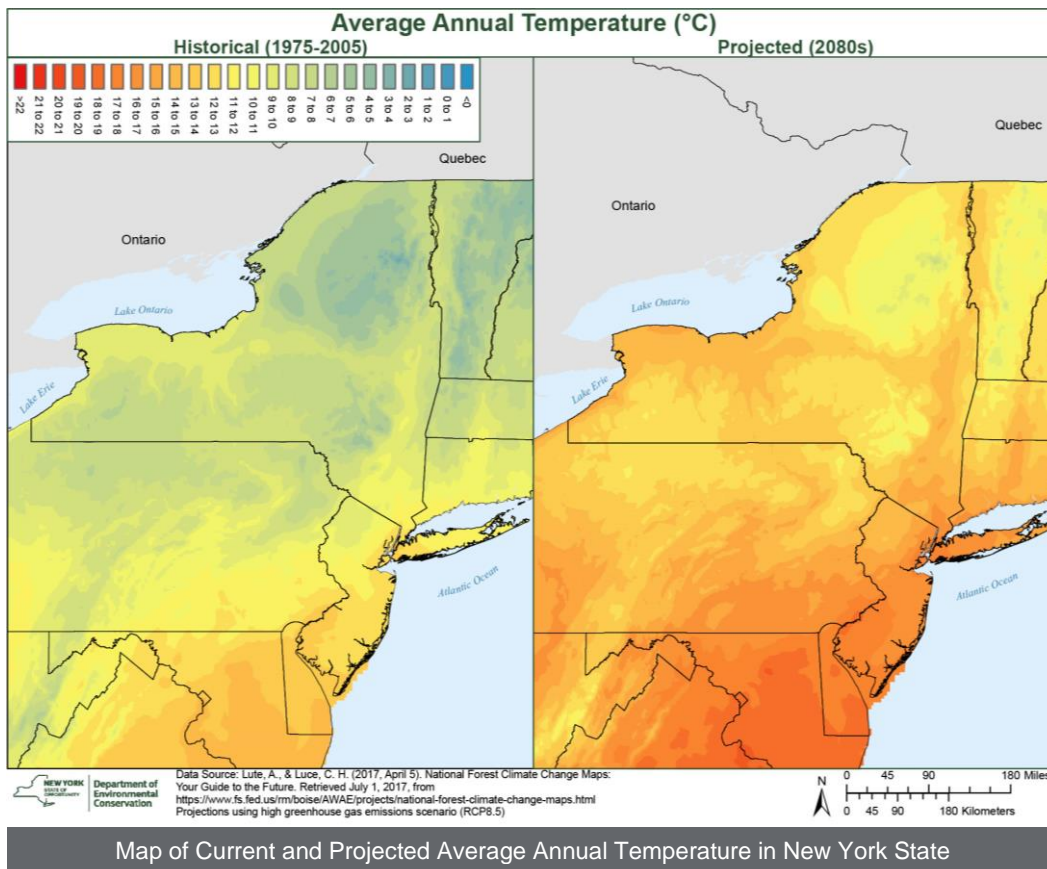 Average Annual Temperature (°C)
Historical (1975-2005)
Projected (2080s)
>22
21 to 22
20 to 21
19 to 20
18 to 19
17 to 18
16 to 17
15 to 16
14 to 15
13 to 14
12 to 13
11 to 12
10 to 11
9 to 10
8 to 9
7 to 8
6 to 7
5 to 6
4 to 5
3 to 4
2 to 3
1 to 2
0 to 1
<0
Quebec
Ontario
Lake Ontario
Lake Erie
Atlantic Ocean
Quebec
Ontario
Lake Ontario
Lake Erie
Atlantic Ocean
NEW YORK
STATE OF
OPPORTUNITY
Department of
Environmental
Conservation
Data Source: Lute, A., & Luce, C. H. (2017, April 5). National Forest Climate Change Maps:
Your Guide to the Future. Retrieved July 1, 2017, from
https://www.fs.fed.us/rm/boise/AWAE/projects/national-forest-climate-change-maps.html
Projections using high greenhouse gas emissions scenario (RCP8.5)
N
0 45 90 180 Miles
0 45 90 180 Kilometers
Map of Current and Projected Average Annual Temperature in New York State